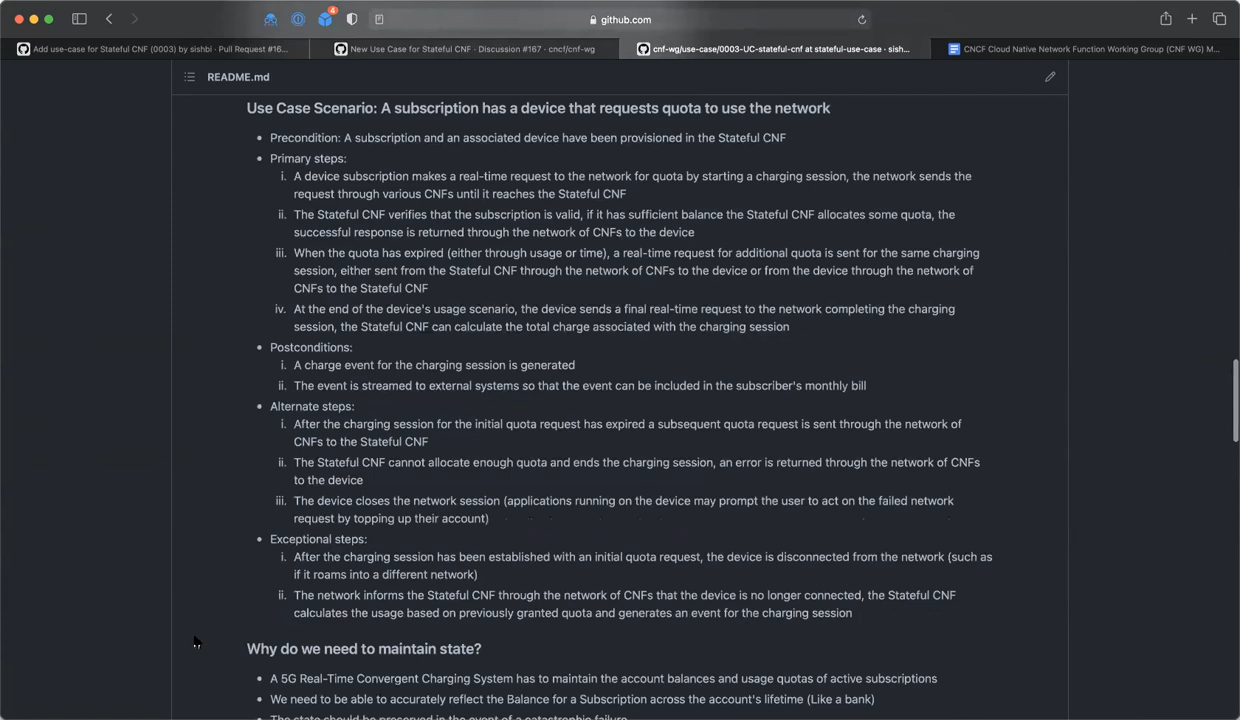 4
github.com
Add use-case for Stateful CNF (0003) by sishbi · Pull Request #16...
New Use Case for Stateful CNF · Discussion #167 · cncf/cnf-wg
cnf-wg/use-case/0003-UC-stateful-cnf at stateful-use-case · sish...
CNCF Cloud Native Network Function Working Group (CNF WG) M...
README.md
Use Case Scenario: A subscription has a device that requests quota to use the network
• Precondition: A subscription and an associated device have been provisioned in the Stateful CNF
• Primary steps:
i. A device subscription makes a real-time request to the network for quota by starting a charging session, the network sends the
request through various CNFs until it reaches the Stateful CNF
ii. The Stateful CNF verifies that the subscription is valid, if it has sufficient balance the Stateful CNF allocates some quota, the
successful response is returned through the network of CNFs to the device
iii. When the quota has expired (either through usage or time), a real-time request for additional quota is sent for the same charging
session, either sent from the Stateful CNF through the network of CNFs to the device or from the device through the network of
CNFs to the Stateful CNF
iv. At the end of the device's usage scenario, the device sends a final real-time request to the network completing the charging
session, the Stateful CNF can calculate the total charge associated with the charging session
• Postconditions:
i. A charge event for the charging session is generated
ii. The event is streamed to external systems so that the event can be included in the subscriber's monthly bill
• Alternate steps:
i. After the charging session for the initial quota request has expired a subsequent quota request is sent through the network of
CNFs to the Stateful CNF
ii. The Stateful CNF cannot allocate enough quota and ends the charging session, an error is returned through the network of CNFs
to the device
iii. The device closes the network session (applications running on the device may prompt the user to act on the failed network
request by topping up their account)
• Exceptional steps:
i. After the charging session has been established with an initial quota request, the device is disconnected from the network (such as
if it roams into a different network)
ii. The network informs the Stateful CNF through the network of CNFs that the device is no longer connected, the Stateful CNF
calculates the usage based on previously granted quota and generates an event for the charging session
Why do we need to maintain state?
• A 5G Real-Time Convergent Charging System has to maintain the account balances and usage quotas of active subscriptions
• We need to be able to accurately reflect the Balance for a Subscription across the account's lifetime (Like a bank)
• The state should be preserved in the event of a catastrophic failure